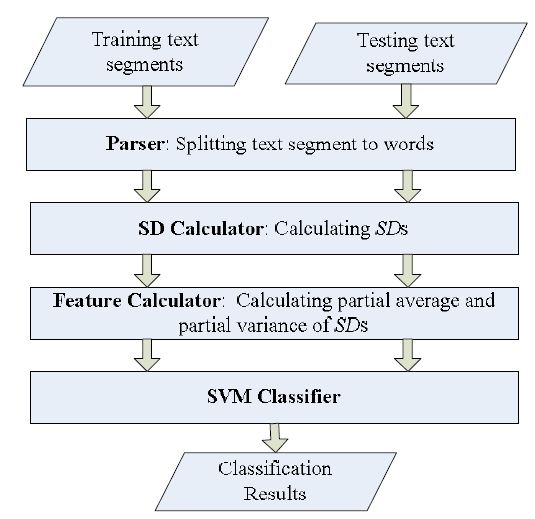 Training text
segments
Testing text
segments
Parser: Splitting text segment to words
SD Calculator: Calculating SDs
Feature Calculator: Calculating partial average and
partial variance of SDs
SVM Classifier
Classification
Results